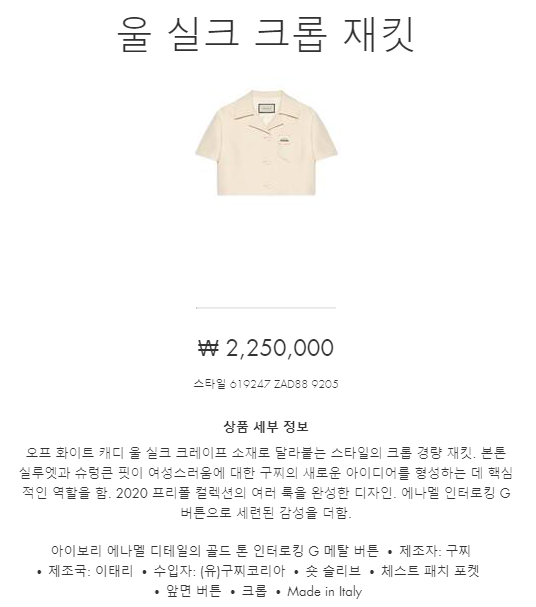 울 실크 크롭 재킷
₩ 2,250,000
스타일 619247 ZAD88 9205
상품 세부 정보
오프 화이트 캐디 울 실크 크레이프 소재로 달라붙는 스타일의 크롭 경량 재킷. 본톤
실루엣과 슈렁큰 핏이 여성스러움에 대한 구찌의 새로운 아이디어를 형성하는 데 핵심
적인 역할을 함. 2020 프리폴 컬렉션의 여러 룩을 완성한 디자인. 에나멜 인터로킹 G
버튼으로 세련된 감성을 더함.
아이보리 에나멜 디테일의 골드 톤 인터로킹 G 메탈 버튼 • 제조자: 구찌
• 제조국: 이태리 • 수입자: (유)구찌코리아 • 숏 슬리브 • 체스트 패치 포켓
• 앞면 버튼 • 크롭 • Made in Italy